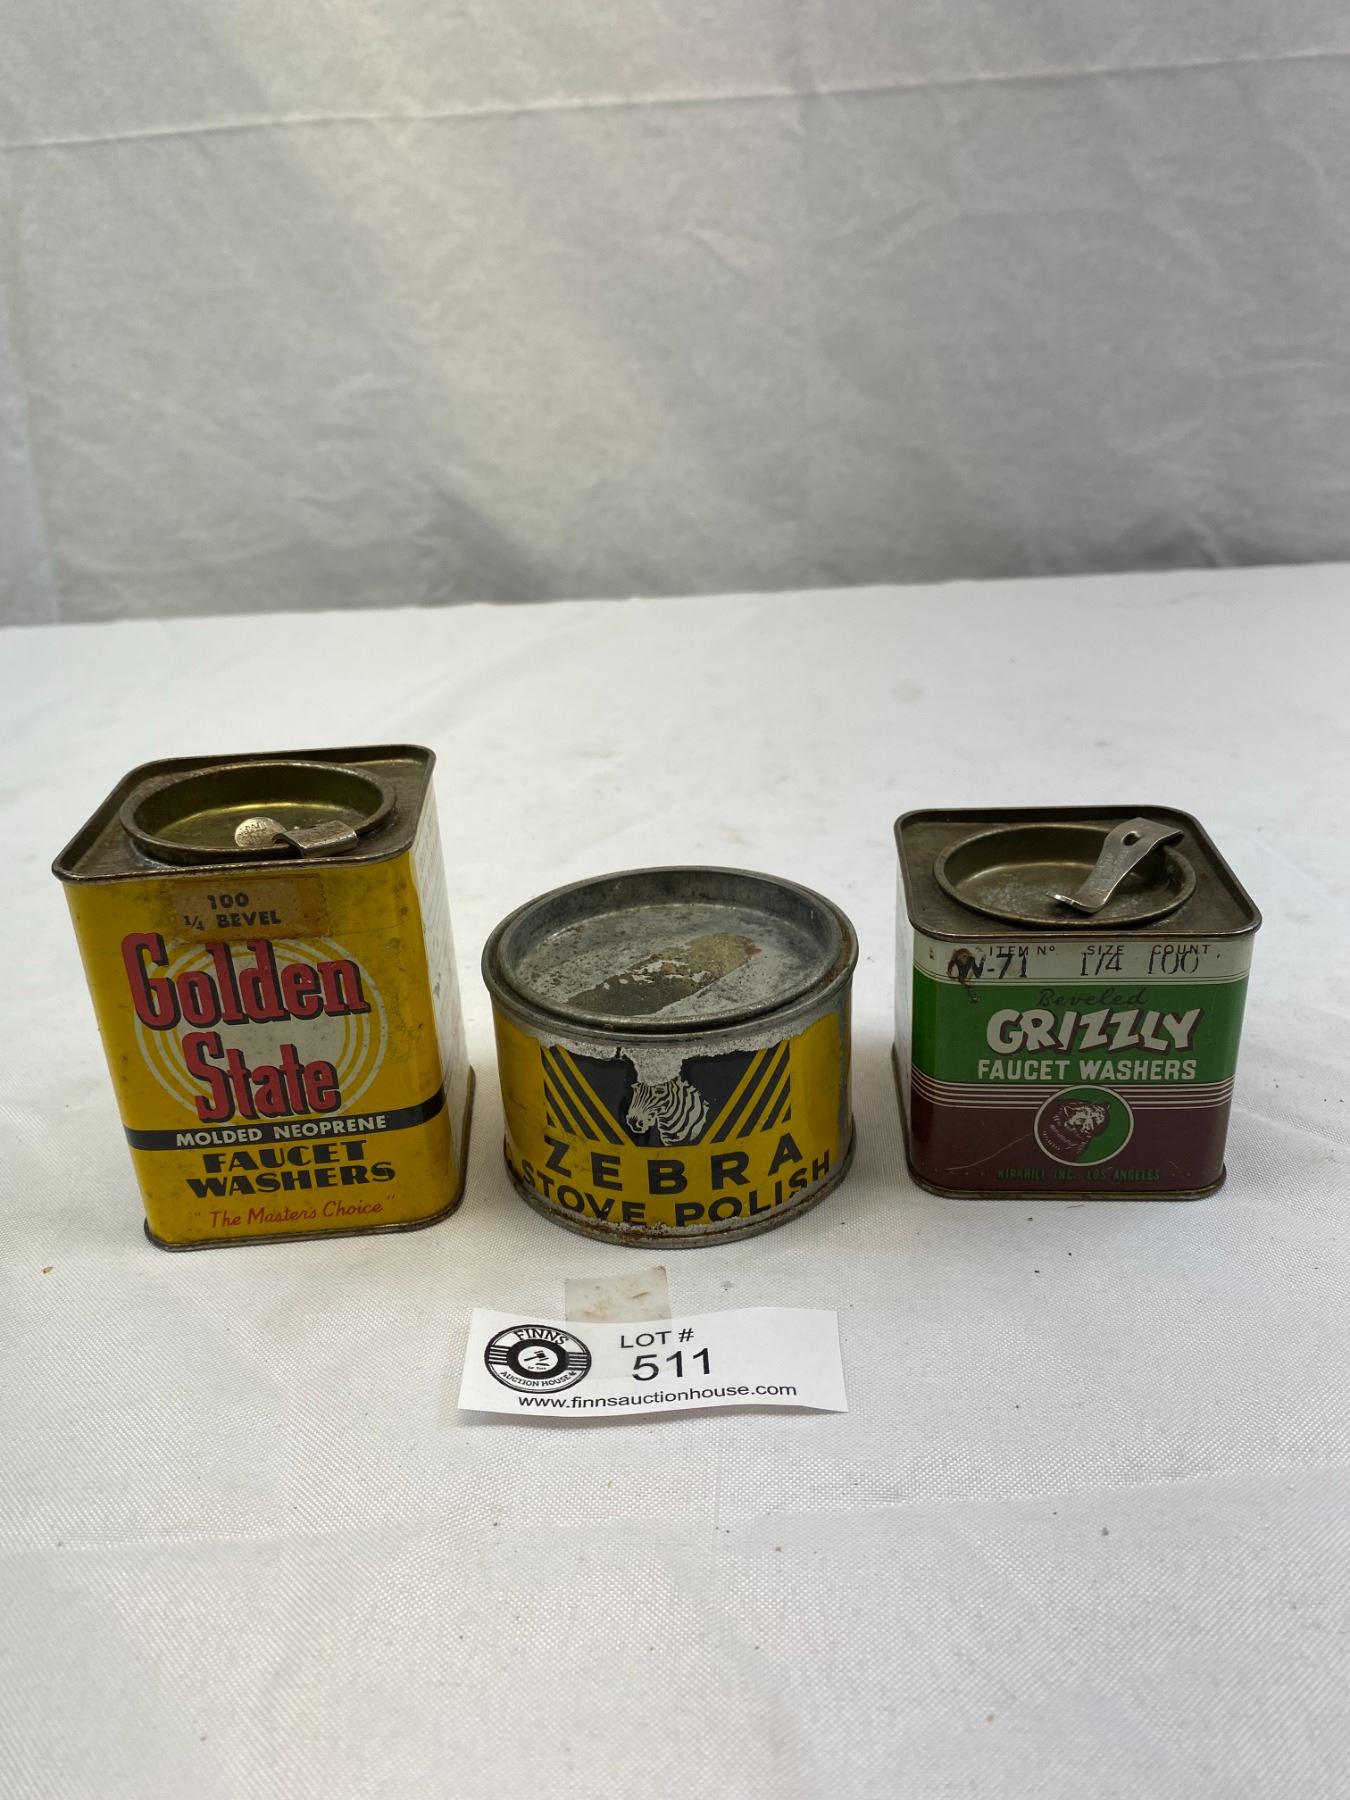 100
1/4 BEVEL
Golden
State
MOLDED NEOPRENE
FAUCET
WASHERS
"The Master's Choice"
ZEBRA
STOVE POLISH
ITEM Nº SIZE COUNT
W-71 1/4 100
Beveled
GRIZZLY
FAUCET WASHERS
KIRKHILL INC., LOS ANGELES
FINNS
AUCTION HOUSE
LOT #
511
www.finnsauctionhouse.com